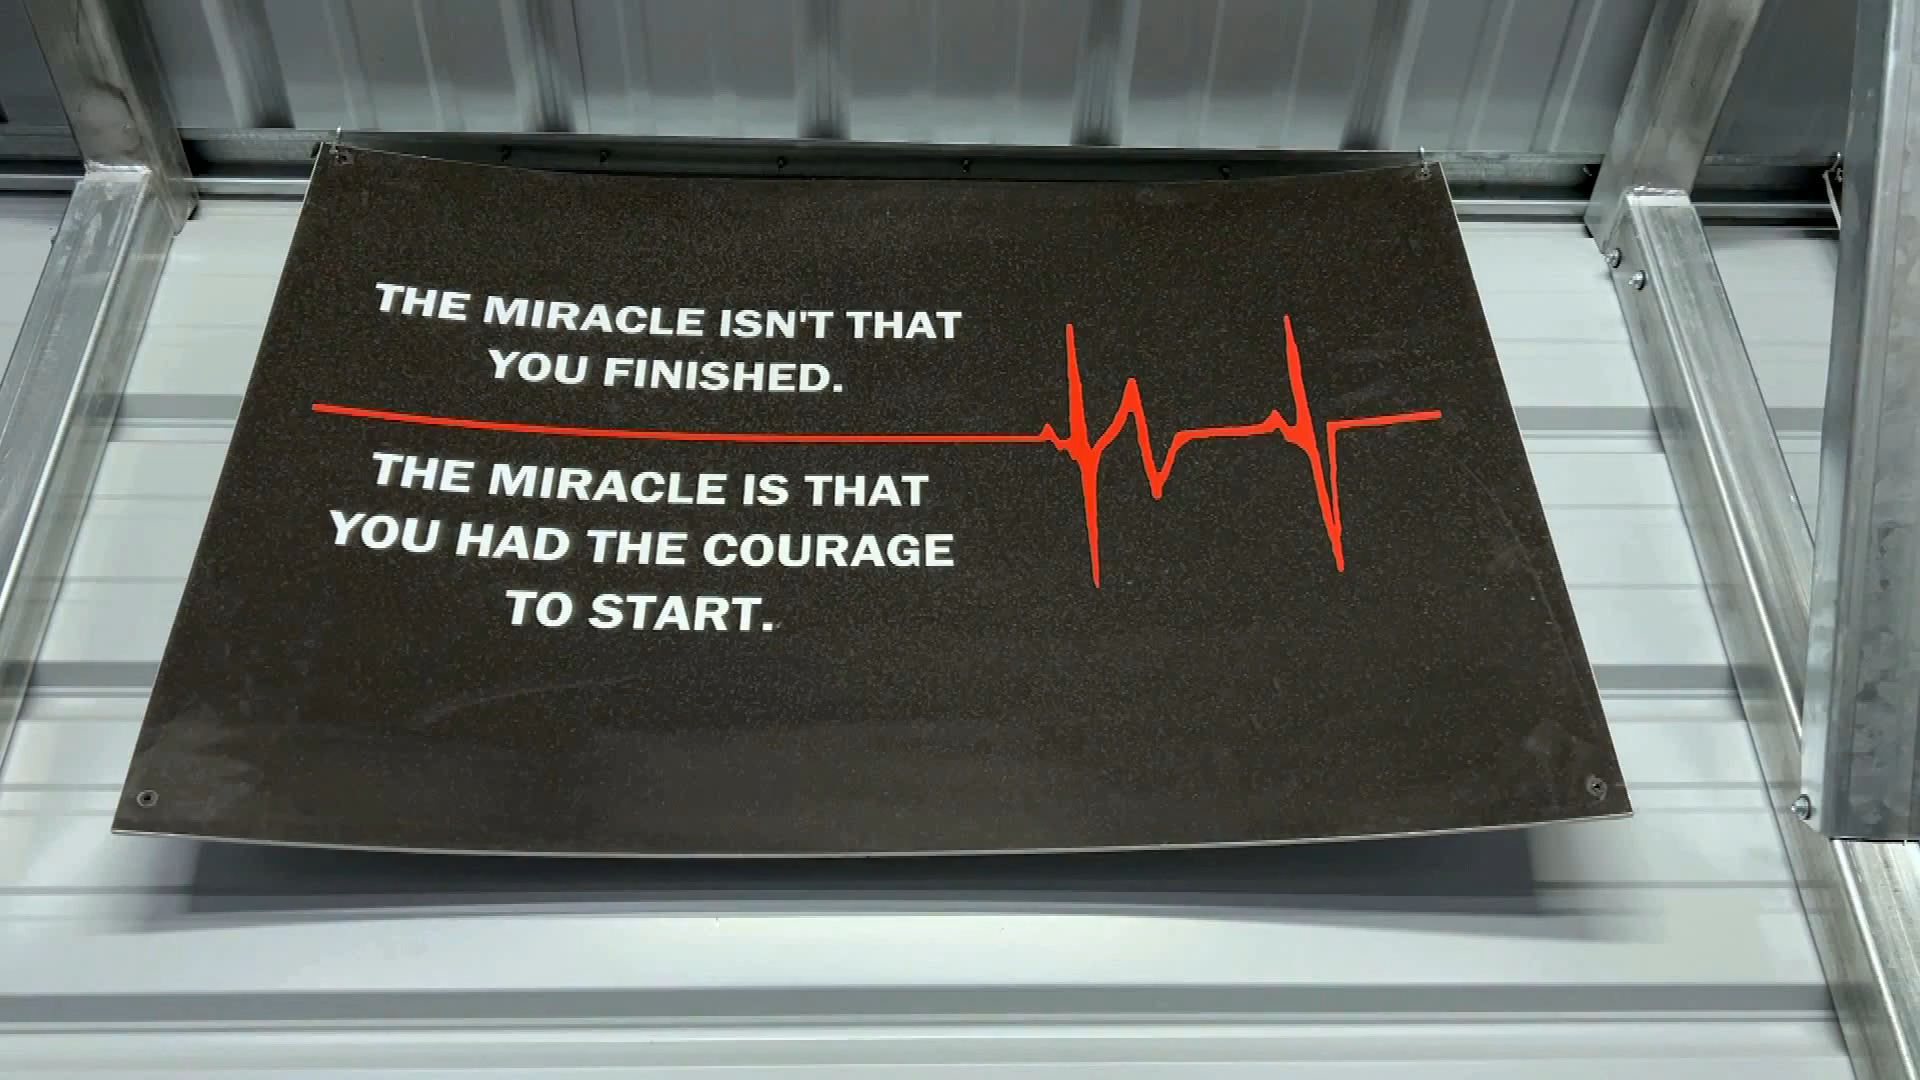 THE MIRACLE ISN'T THAT
YOU FINISHED.
THE MIRACLE IS THAT
YOU HAD THE COURAGE
TO START.